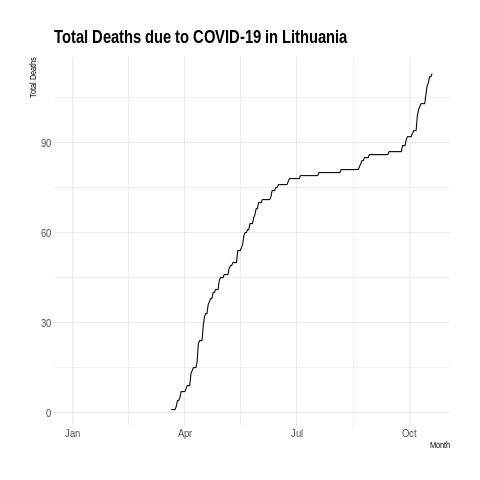 Total Deaths due to COVID-19 in Lithuania
Total Deaths
90
60
30
0
Jan Apr Jul Oct
Month